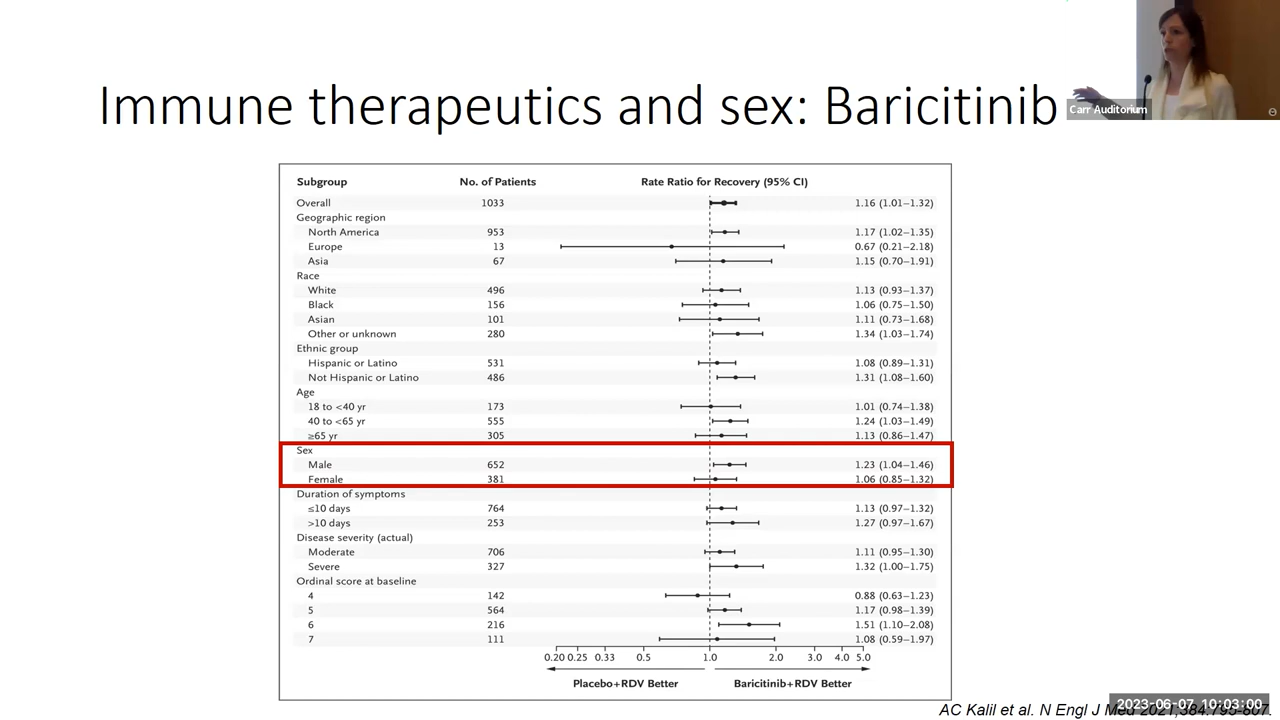 Immune therapeutics and sex: Baricitinib
Carr Auditorium
Subgroup No. of Patients Rate Ratio for Recovery (95% CI)
Overall 1033 1.16 (1.01–1.32)
Geographic region
North America 953 1.17 (1.02–1.35)
Europe 13 0.67 (0.21–2.18)
Asia 67 1.15 (0.70–1.91)
Race
White 496 1.13 (0.93–1.37)
Black 156 1.06 (0.75–1.50)
Asian 101 1.11 (0.73–1.68)
Other or unknown 280 1.34 (1.03–1.74)
Ethnic group
Hispanic or Latino 531 1.08 (0.89–1.31)
Not Hispanic or Latino 486 1.31 (1.08–1.60)
Age
18 to <40 yr 173 1.01 (0.74–1.38)
40 to <65 yr 555 1.24 (1.03–1.49)
≥65 yr 305 1.13 (0.86–1.47)
Sex
Male 652 1.23 (1.04–1.46)
Female 381 1.06 (0.85–1.32)
Duration of symptoms
≤10 days 764 1.13 (0.97–1.32)
>10 days 253 1.27 (0.97–1.67)
Disease severity (actual)
Moderate 706 1.11 (0.95–1.30)
Severe 327 1.32 (1.00–1.75)
Ordinal score at baseline
4 142 0.88 (0.63–1.23)
5 564 1.17 (0.98–1.39)
6 216 1.51 (1.10–2.08)
7 111 1.08 (0.59–1.97)
0.20 0.25 0.33 0.5 1.0 2.0 3.0 4.0 5.0
Placebo+RDV Better Baricitinib+RDV Better
AC Kalil et al. N Engl J Med 2021;384:795-807.
2023-06-07 10:03:00